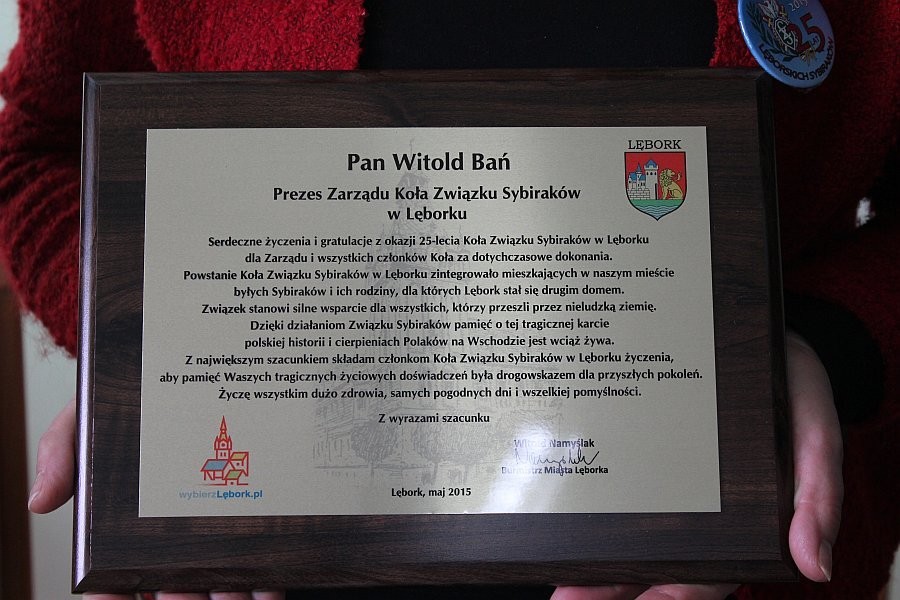 2015
25
LĘBORSKICH SYBIRAKÓW
LĘBORK
Pan Witold Bań
Prezes Zarządu Koła Związku Sybiraków
w Lęborku
Serdeczne życzenia i gratulacje z okazji 25-lecia Koła Związku Sybiraków w Lęborku
dla Zarządu i wszystkich członków Koła za dotychczasowe dokonania.
Powstanie Koła Związku Sybiraków w Lęborku zintegrowało mieszkających w naszym mieście
byłych Sybiraków i ich rodziny, dla których Lębork stał się drugim domem.
Związek stanowi silne wsparcie dla wszystkich, którzy przeszli przez nieludzką ziemię.
Dzięki działaniom Związku Sybiraków pamięć o tej tragicznej karcie
polskiej historii i cierpieniach Polaków na Wschodzie jest wciąż żywa.
Z największym szacunkiem składam członkom Koła Związku Sybiraków w Lęborku życzenia,
aby pamięć Waszych tragicznych życiowych doświadczeń była drogowskazem dla przyszłych pokoleń.
Życzę wszystkim dużo zdrowia, samych pogodnych dni i wszelkiej pomyślności.
Z wyrazami szacunku
Witold Namyślak
Burmistrz Miasta Lęborka
wybierzLębork.pl
Lębork, maj 2015